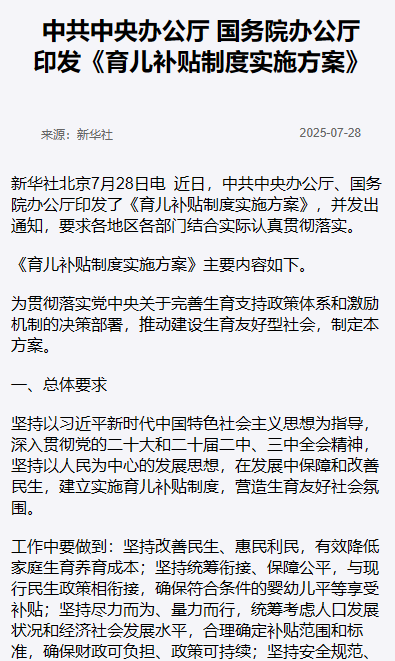 中共中央办公厅 国务院办公厅
印发《育儿补贴制度实施方案》
来源：新华社 2025-07-28
新华社北京7月28日电 近日，中共中央办公厅、国务
院办公厅印发了《育儿补贴制度实施方案》，并发出
通知，要求各地区各部门结合实际认真贯彻落实。
《育儿补贴制度实施方案》主要内容如下。
为贯彻落实党中央关于完善生育支持政策体系和激励
机制的决策部署，推动建设生育友好型社会，制定本
方案。
一、总体要求
坚持以习近平新时代中国特色社会主义思想为指导，
深入贯彻党的二十大和二十届二中、三中全会精神，
坚持以人民为中心的发展思想，在发展中保障和改善
民生，建立实施育儿补贴制度，营造生育友好社会氛
围。
工作中要做到：坚持改善民生、惠民利民，有效降低
家庭生育养育成本；坚持统筹衔接、保障公平，与现
行民生政策相衔接，确保符合条件的婴幼儿平等享受
补贴；坚持尽力而为、量力而行，统筹考虑人口发展
状况和经济社会发展水平，合理确定补贴范围和标
准，确保财政可负担、政策可持续；坚持安全规范、